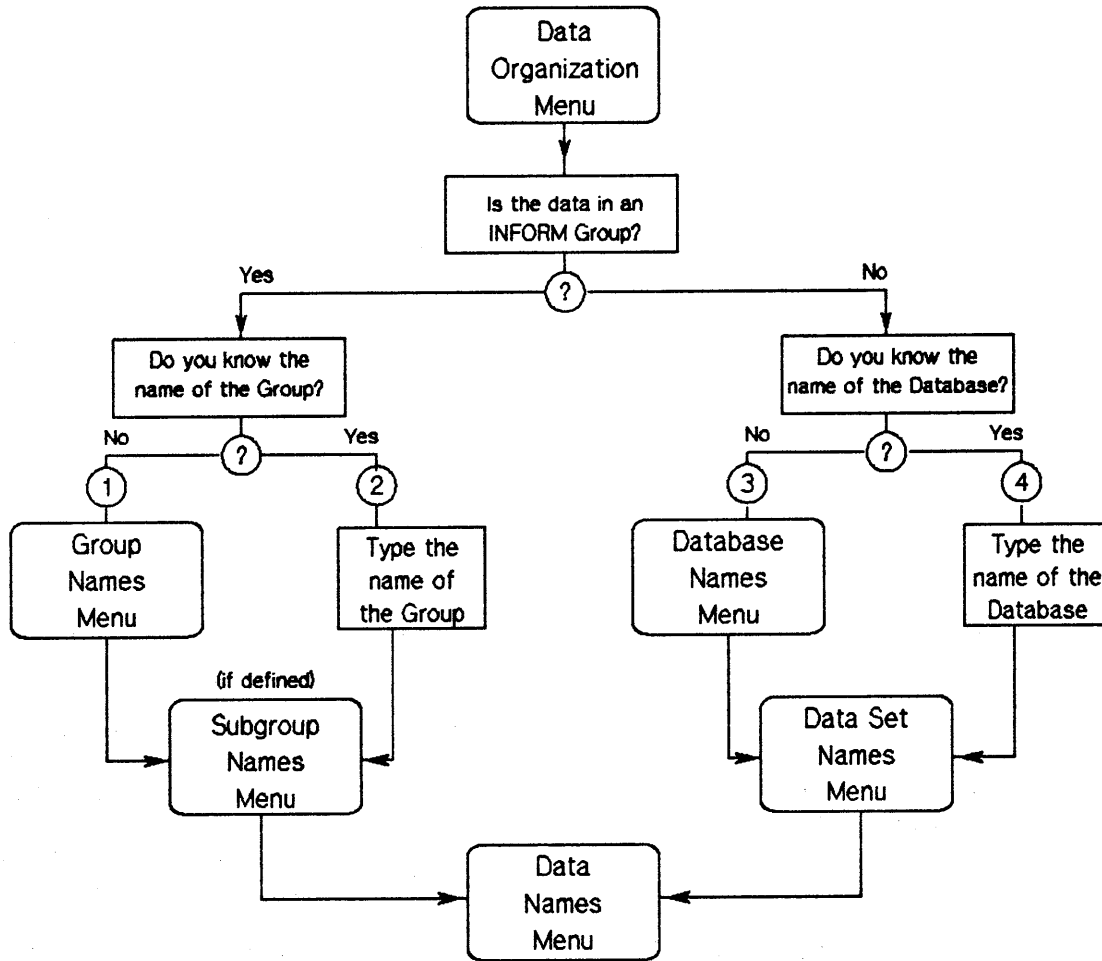 Data
Organization
Menu
Is the data in an
INFORM Group?
Yes
?
No
Do you know the
name of the Group?
Do you know the
name of the Database?
No
?
Yes
No
?
Yes
1
2
3
4
Group
Names
Menu
Type the
name of
the Group
Database
Names
Menu
Type the
name of the
Database
(if defined)
Subgroup
Names
Menu
Data Set
Names
Menu
Data
Names
Menu